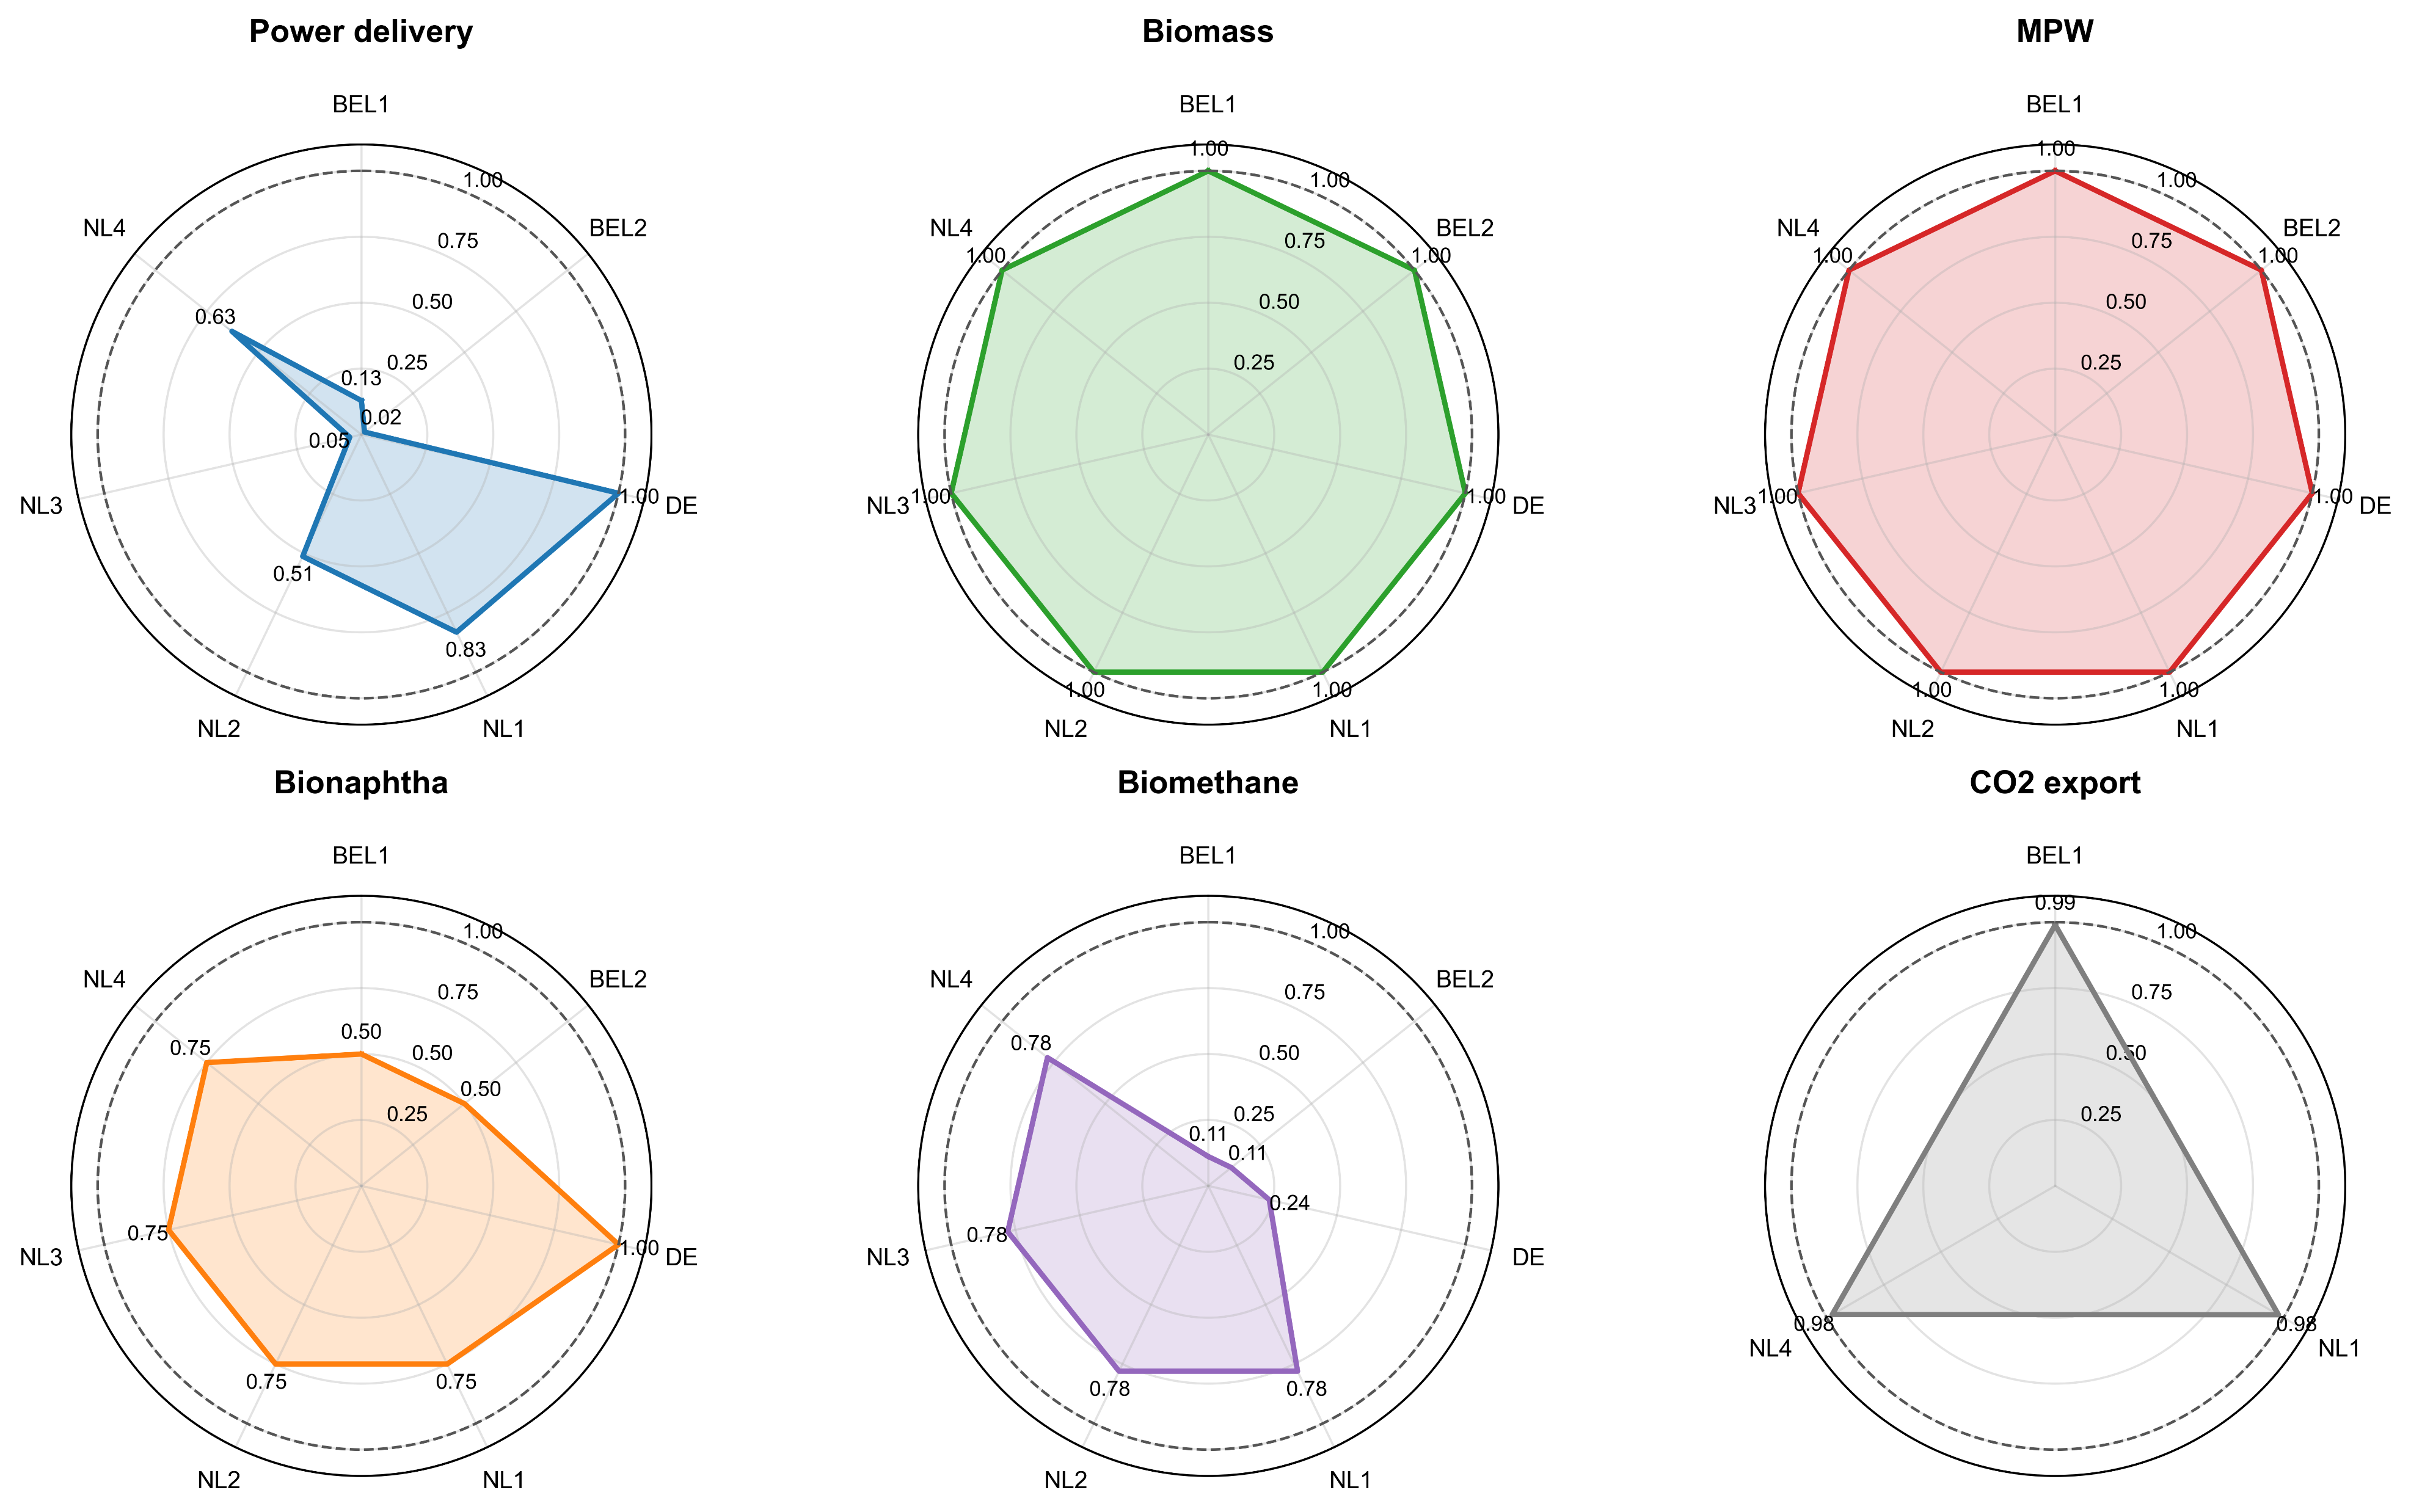 Power delivery
BEL1
1.00
BEL2
NL4
0.75
0.63
0.50
0.25
0.13
0.02
0.05
1.00
DE
NL3
0.51
0.83
NL2
NL1
Biomass
BEL1
1.00
1.00
NL4
BEL2
0.75
1.00
1.00
0.50
0.25
NL3
1.00
1.00
DE
1.00
1.00
NL2
NL1
MPW
BEL1
1.00
1.00
NL4
BEL2
0.75
1.00
1.00
0.50
0.25
NL3
1.00
1.00
DE
1.00
1.00
NL2
NL1
Bionaphtha
BEL1
1.00
NL4
BEL2
0.75
0.50
0.75
0.50
0.50
0.25
0.75
1.00
NL3
DE
0.75
0.75
NL2
NL1
Biomethane
BEL1
1.00
NL4
BEL2
0.75
0.78
0.50
0.25
0.11
0.11
0.24
0.78
NL3
DE
0.78
0.78
NL2
NL1
CO2 export
BEL1
0.99
1.00
0.75
0.50
0.25
0.98
0.98
NL4
NL1